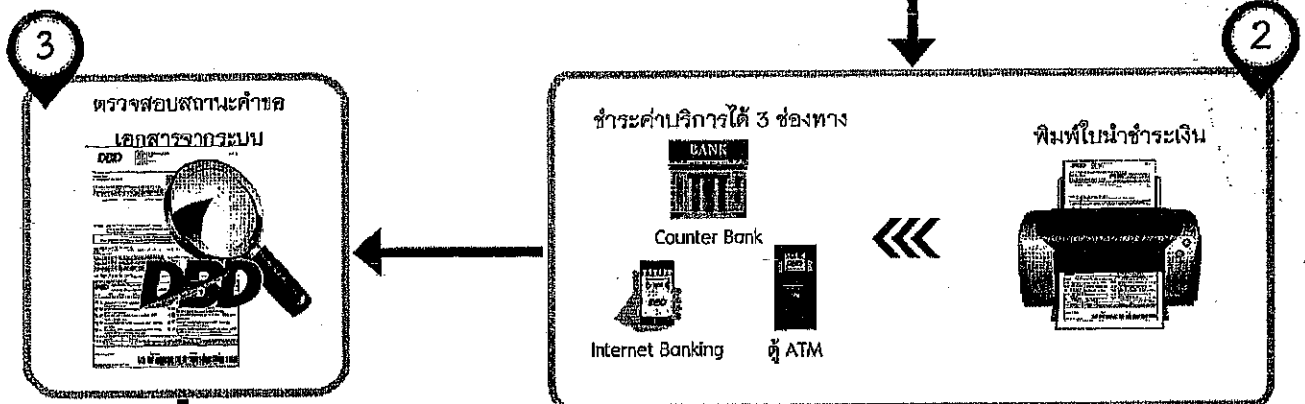 3
ตรวจสอบสถานะคำขอ
เอกสารจากระบบ
DBD
DBD
2
ชำระค่าบริการได้ 3 ช่องทาง
BANK
Counter Bank
Internet Banking
ตู้ ATM
พิมพ์ใบนำชำระเงิน